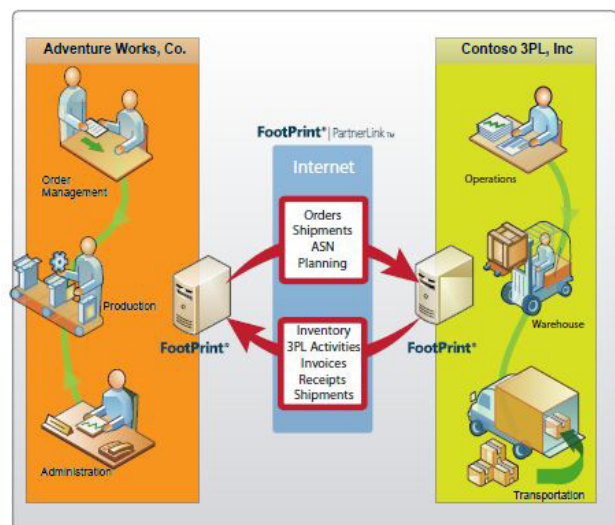 Adventure Works, Co.
Contoso 3PL, Inc
FootPrint® | PartnerLink™
Internet
Order
Management
Operations
Orders
Shipments
ASN
Planning
Production
Warehouse
FootPrint®
FootPrint®
Inventory
3PL Activities
Invoices
Receipts
Shipments
Administration
Transportation